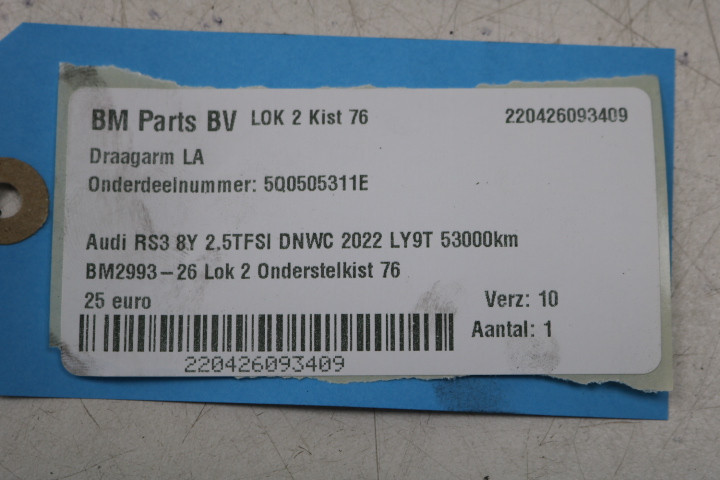 BM Parts BV LOK 2 Kist 76 220426093409
Draagarm LA
Onderdeelnummer: 5Q0505311E
Audi RS3 8Y 2.5TFSI DNWC 2022 LY9T 53000km
BM2993-26 Lok 2 Onderstelkist 76
25 euro Verz: 10
Aantal: 1
220426093409